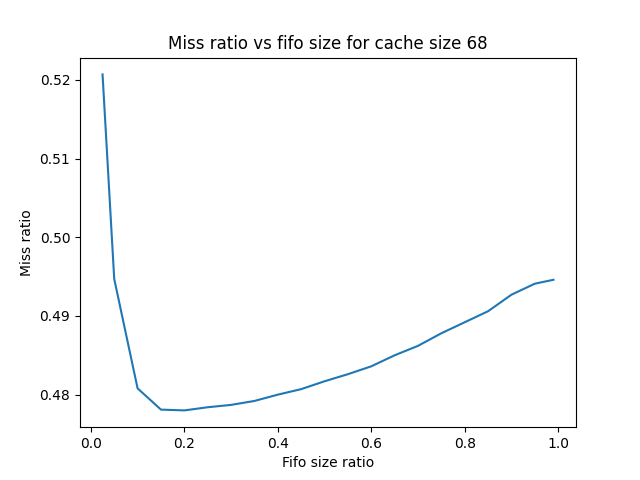 Miss ratio vs fifo size for cache size 68
0.52
0.51
0.50
0.49
0.48
Miss ratio
0.0 0.2 0.4 0.6 0.8 1.0
Fifo size ratio